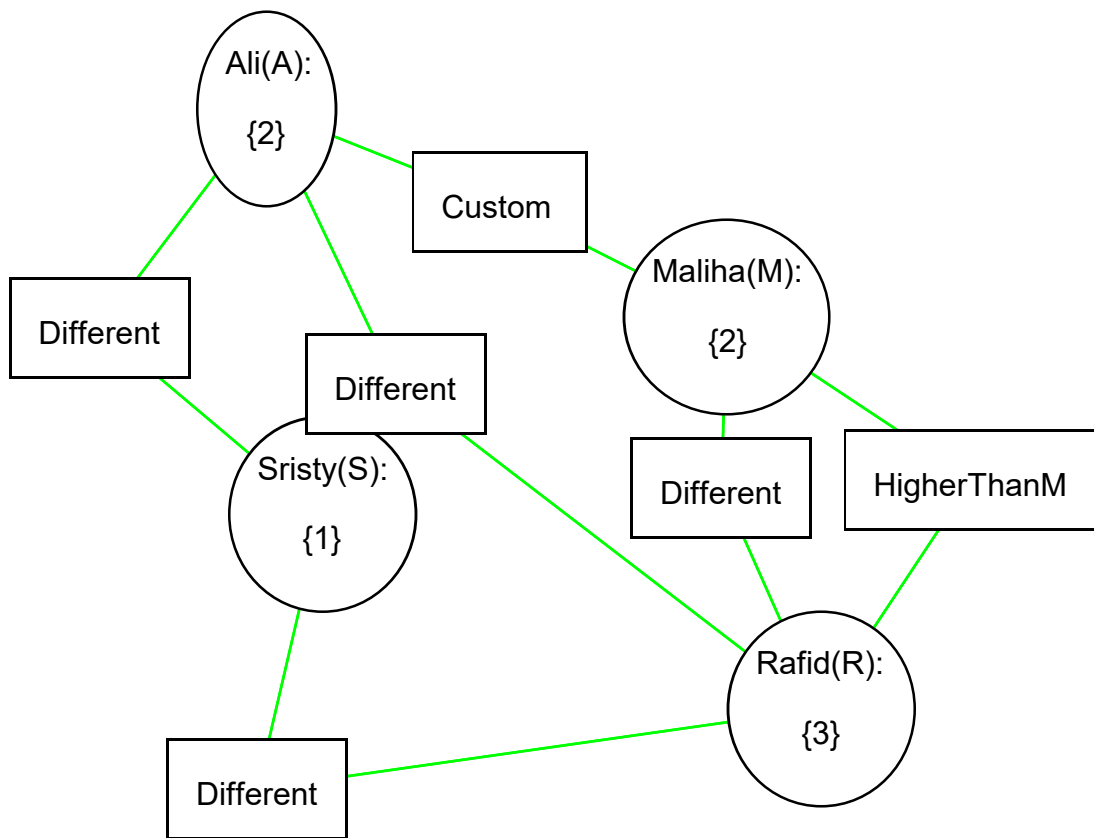 Ali(A):
{2}
Custom
Maliha(M):
{2}
Different
Different
Sristy(S):
{1}
Different
HigherThanM
Rafid(R):
{3}
Different